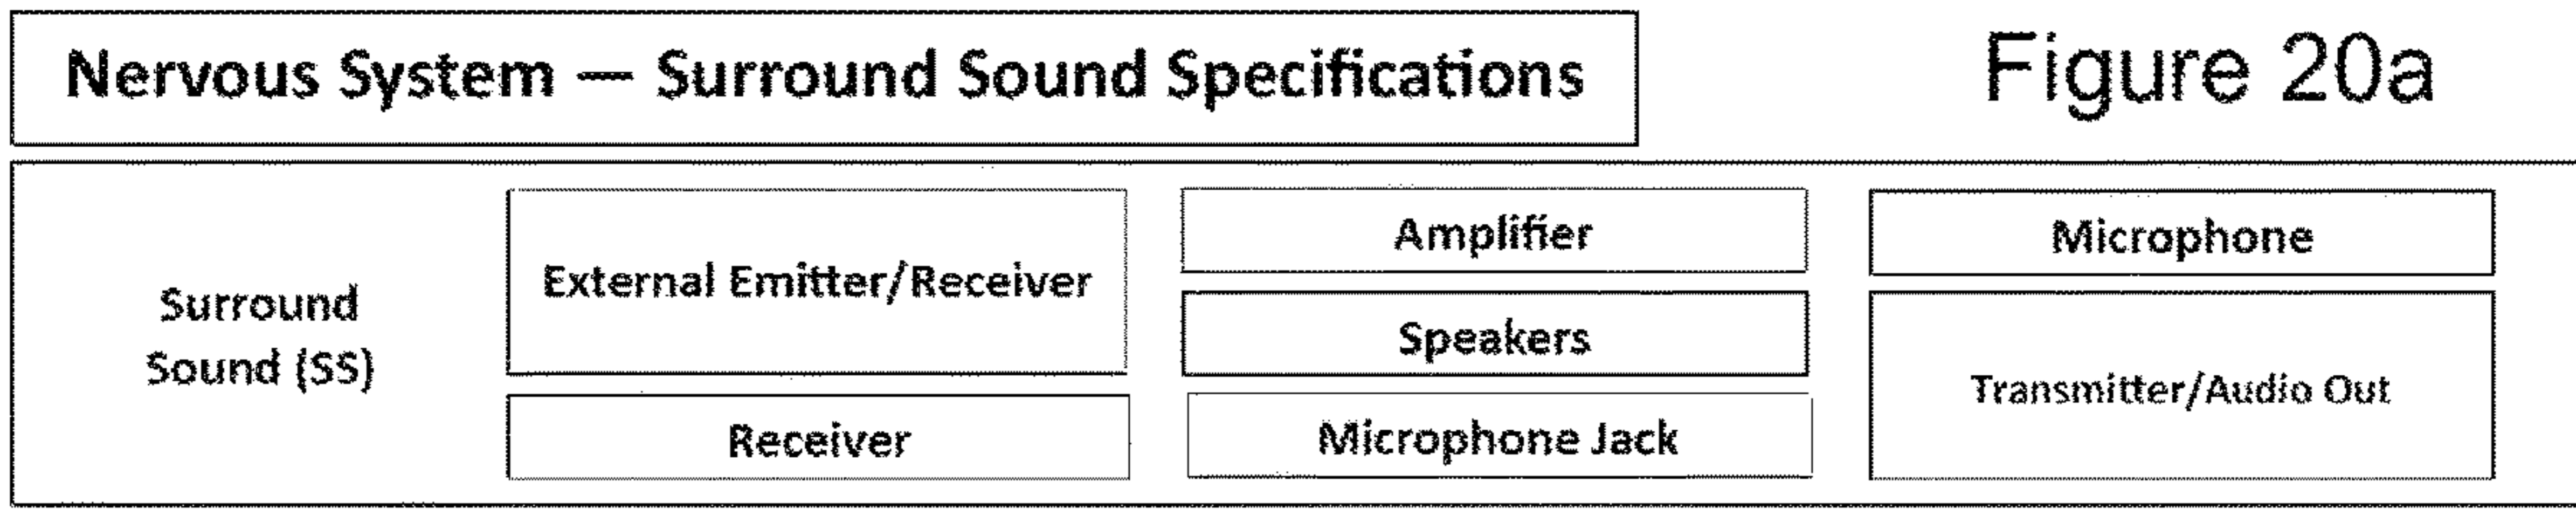 Nervous System — Surround Sound Specifications
Figure 20a
Surround
Sound (SS)
External Emitter/Receiver
Receiver
Amplifier
Speakers
Microphone Jack
Microphone
Transmitter/Audio Out